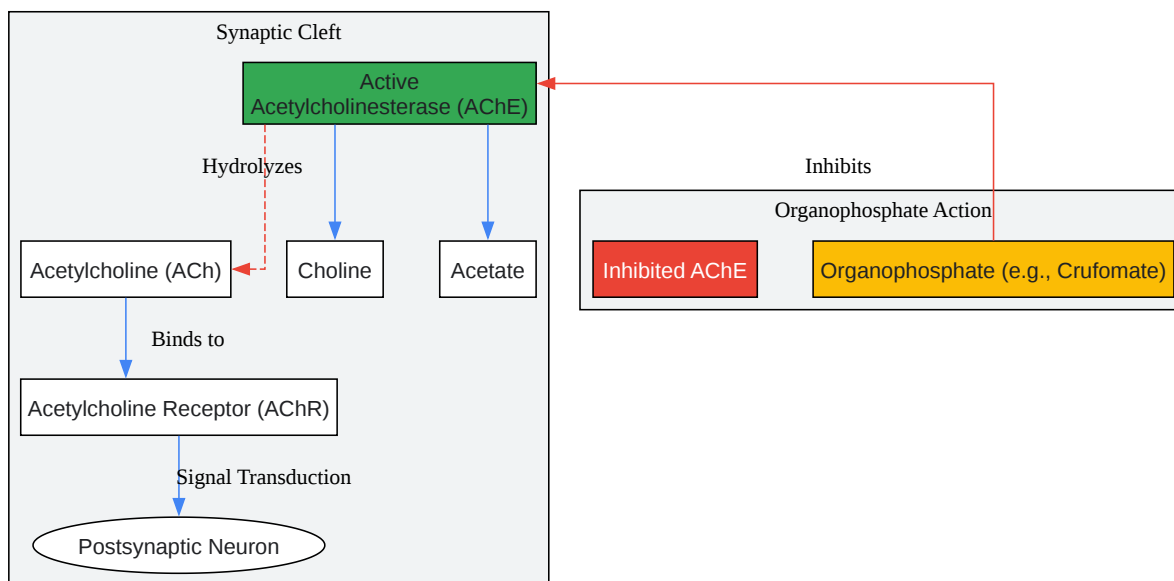 Synaptic Cleft
Active
Acetylcholinesterase (AChE)
Hydrolyzes
Inhibits
Organophosphate Action
Acetylcholine (ACh)
Choline
Acetate
Inhibited AChE
Organophosphate (e.g., Crufomate)
Binds to
Acetylcholine Receptor (AChR)
Signal Transduction
Postsynaptic Neuron